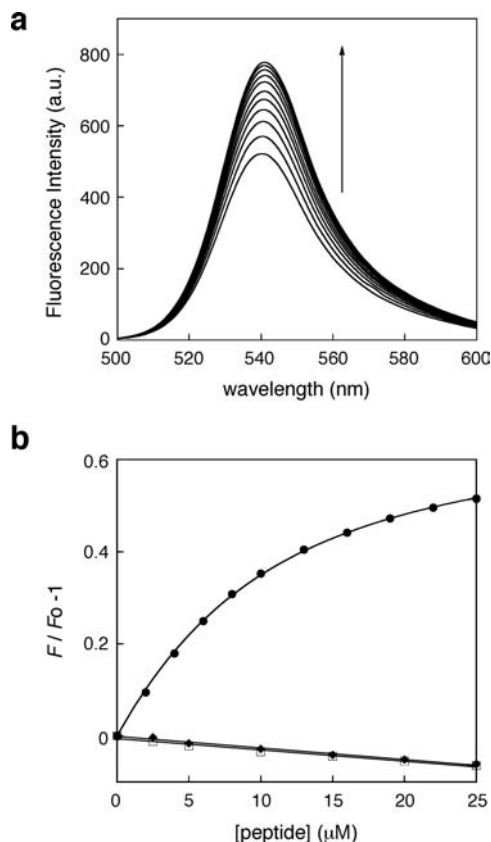 a
Fluorescence Intensity (a.u.)
800
600
400
200
0
500 520 540 560 580 600
wavelength (nm)
b
F / Fo -1
0.6
0.4
0.2
0
0 5 10 15 20 25
[peptide] (μM)